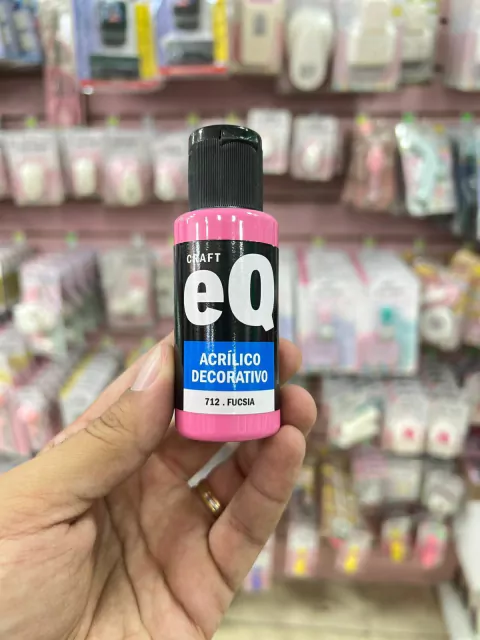 CRAFT
eQ
ACRÍLICO
DECORATIVO
712 . FUCSIA